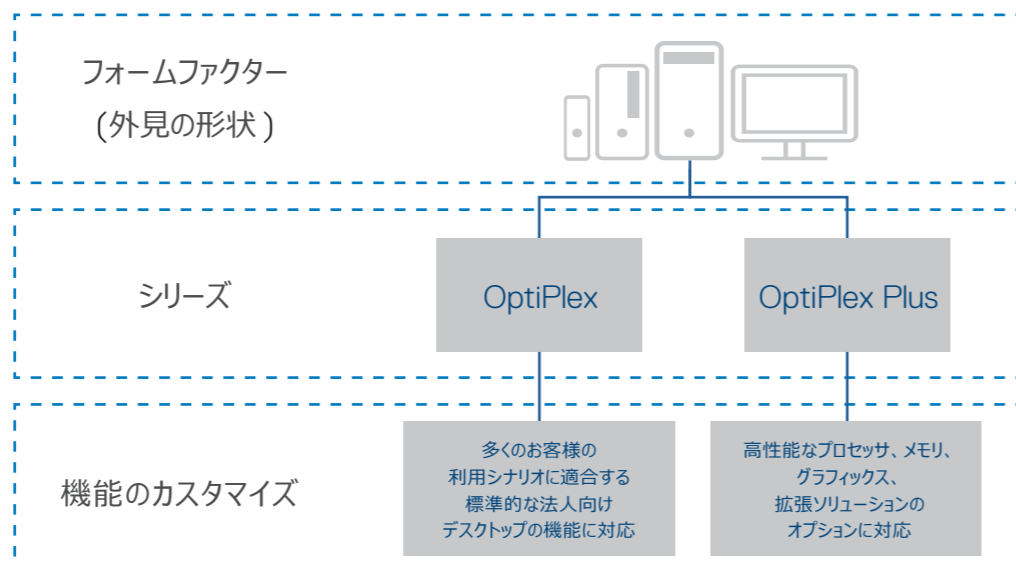 フォームファクター
(外見の形状 )
シリーズ
OptiPlex
OptiPlex Plus
機能のカスタマイズ
多くのお客様の
利用シナリオに適合する
標準的な法人向け
デスクトップの機能に対応
高性能なプロセッサ、メモリ、
グラフィックス、
拡張ソリューションの
オプションに対応